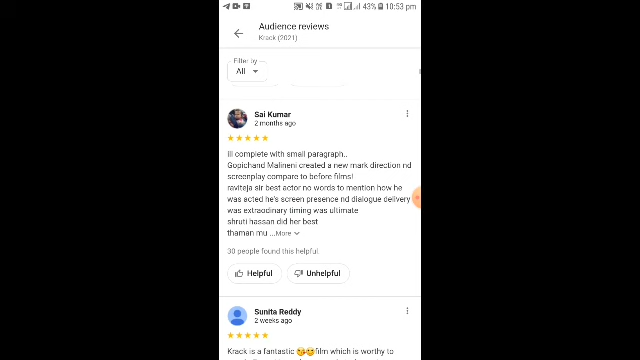 43% 10:53 pm
Audience reviews
Krack (2021)
Filter by
All
Sai Kumar
2 months ago
ill complete with small paragraph..
Gopichand Malineni created a new mark direction nd
screenplay compare to before films!
raviteja sir best actor no words to mention how he
was acted he's screen presence nd dialogue delivery
was extraodinary timing was ultimate
shruti hassan did her best
thaman mu ...More
30 people found this helpful
Helpful Unhelpful
Sunita Reddy
2 weeks ago
Krack is a fantastic film which is worthy to